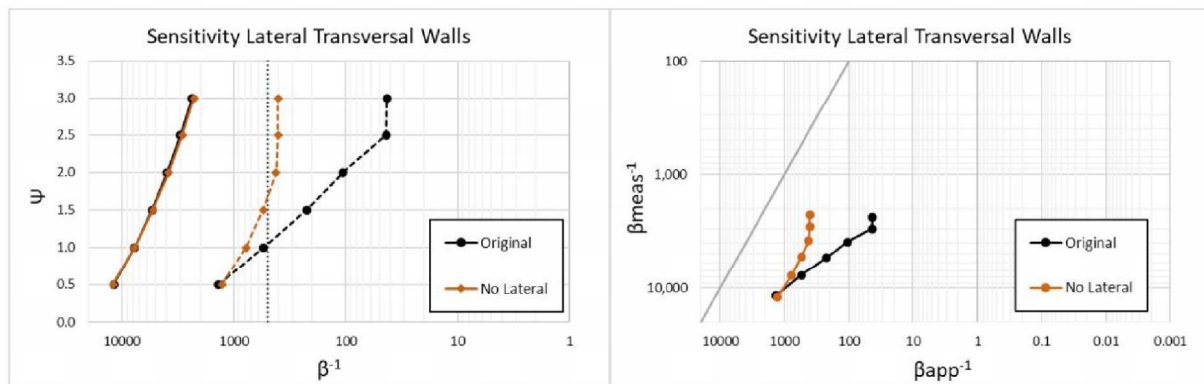 Sensitivity Lateral Transversal Walls
3.5
3.0
2.5
2.0
1.5
1.0
0.5
0.0
Ψ
Original
No Lateral
10000 1000 100 10 1
β⁻¹
Sensitivity Lateral Transversal Walls
100
1,000
10,000
βmeas⁻¹
Original
No Lateral
10000 1000 100 10 1 0.1 0.01 0.001
βapp⁻¹